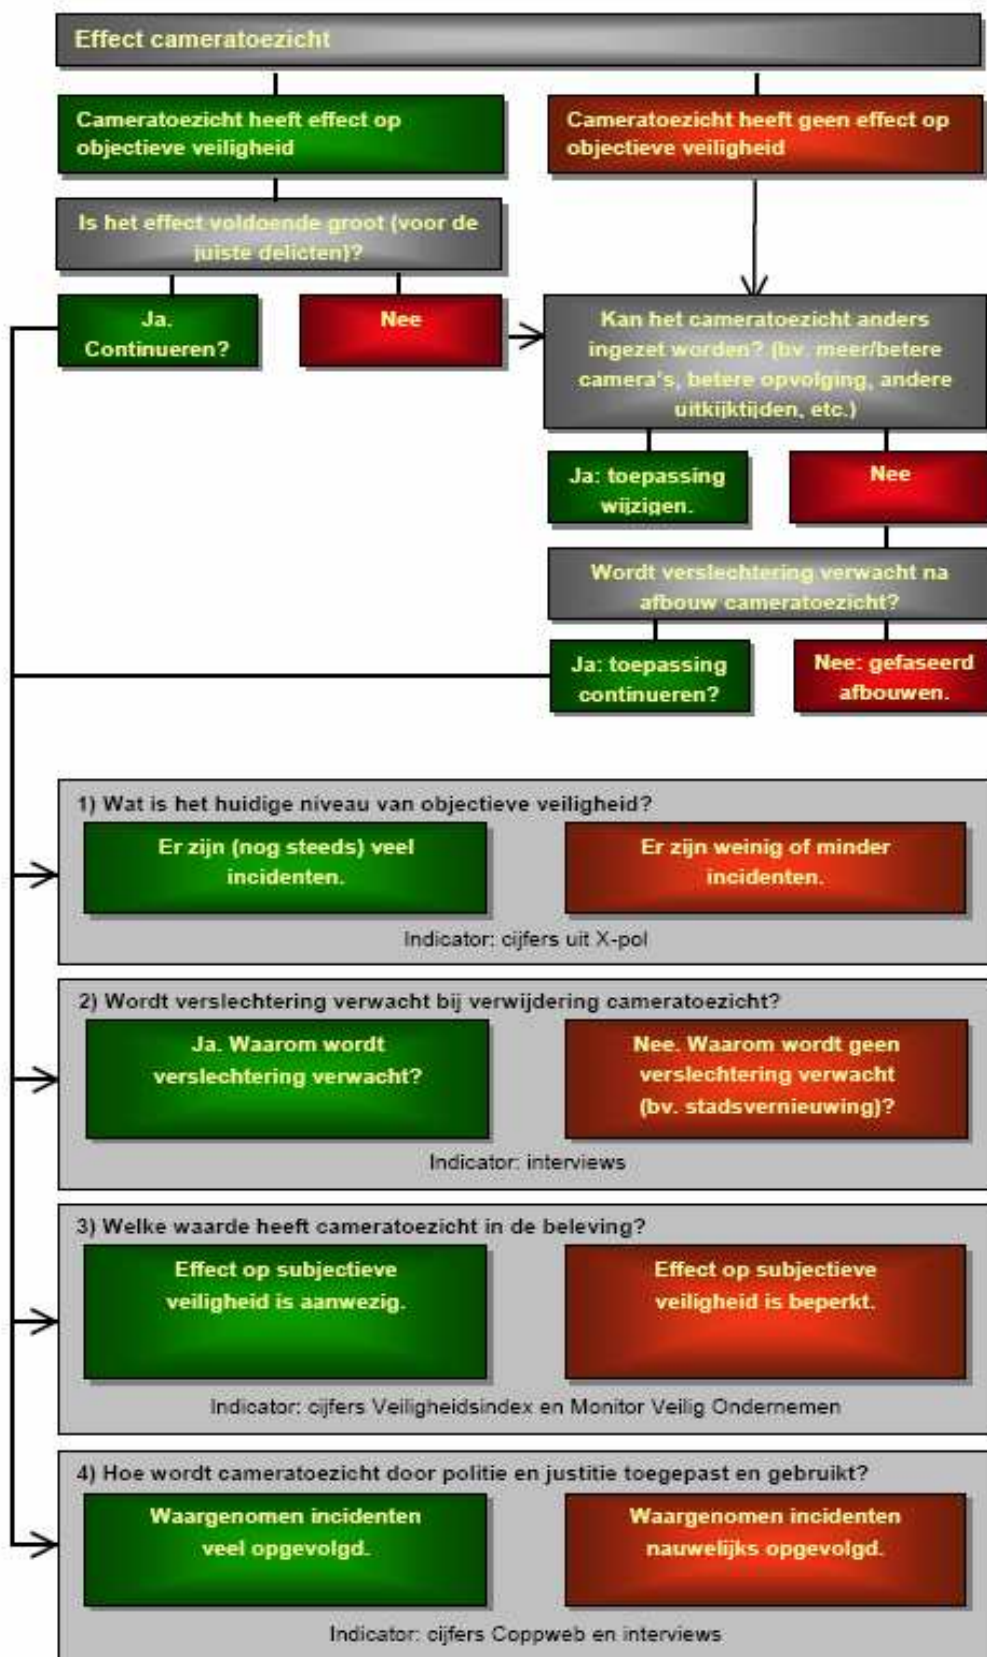 Effect cameratoezicht
Cameratoezicht heeft effect op
objectieve veiligheid
Cameratoezicht heeft geen effect op
objectieve veiligheid
Is het effect voldoende groot (voor de
juiste delicten)?
Ja.
Continueren?
Nee
Kan het cameratoezicht anders
ingezet worden? (bv. meer/betere
camera's, betere opvolging, andere
uitkijktijden, etc.)
Ja: toepassing
wijzigen.
Nee
Wordt verslechtering verwacht na
afbouw cameratoezicht?
Ja: toepassing
continueren?
Nee: gefaseerd
afbouwen.
1) Wat is het huidige niveau van objectieve veiligheid?
Er zijn (nog steeds) veel
incidenten.
Er zijn weinig of minder
incidenten.
Indicator: cijfers uit X-pol
2) Wordt verslechtering verwacht bij verwijdering cameratoezicht?
Ja. Waarom wordt
verslechtering verwacht?
Nee. Waarom wordt geen
verslechtering verwacht
(bv. stadsvernieuwing)?
Indicator: interviews
3) Welke waarde heeft cameratoezicht in de beleving?
Effect op subjectieve
veiligheid is aanwezig.
Effect op subjectieve
veiligheid is beperkt.
Indicator: cijfers Veiligheidsindex en Monitor Veilig Ondernemen
4) Hoe wordt cameratoezicht door politie en justitie toegepast en gebruikt?
Waargenomen incidenten
veel opgevolgd.
Waargenomen incidenten
nauwelijks opgevolgd.
Indicator: cijfers Coppweb en interviews